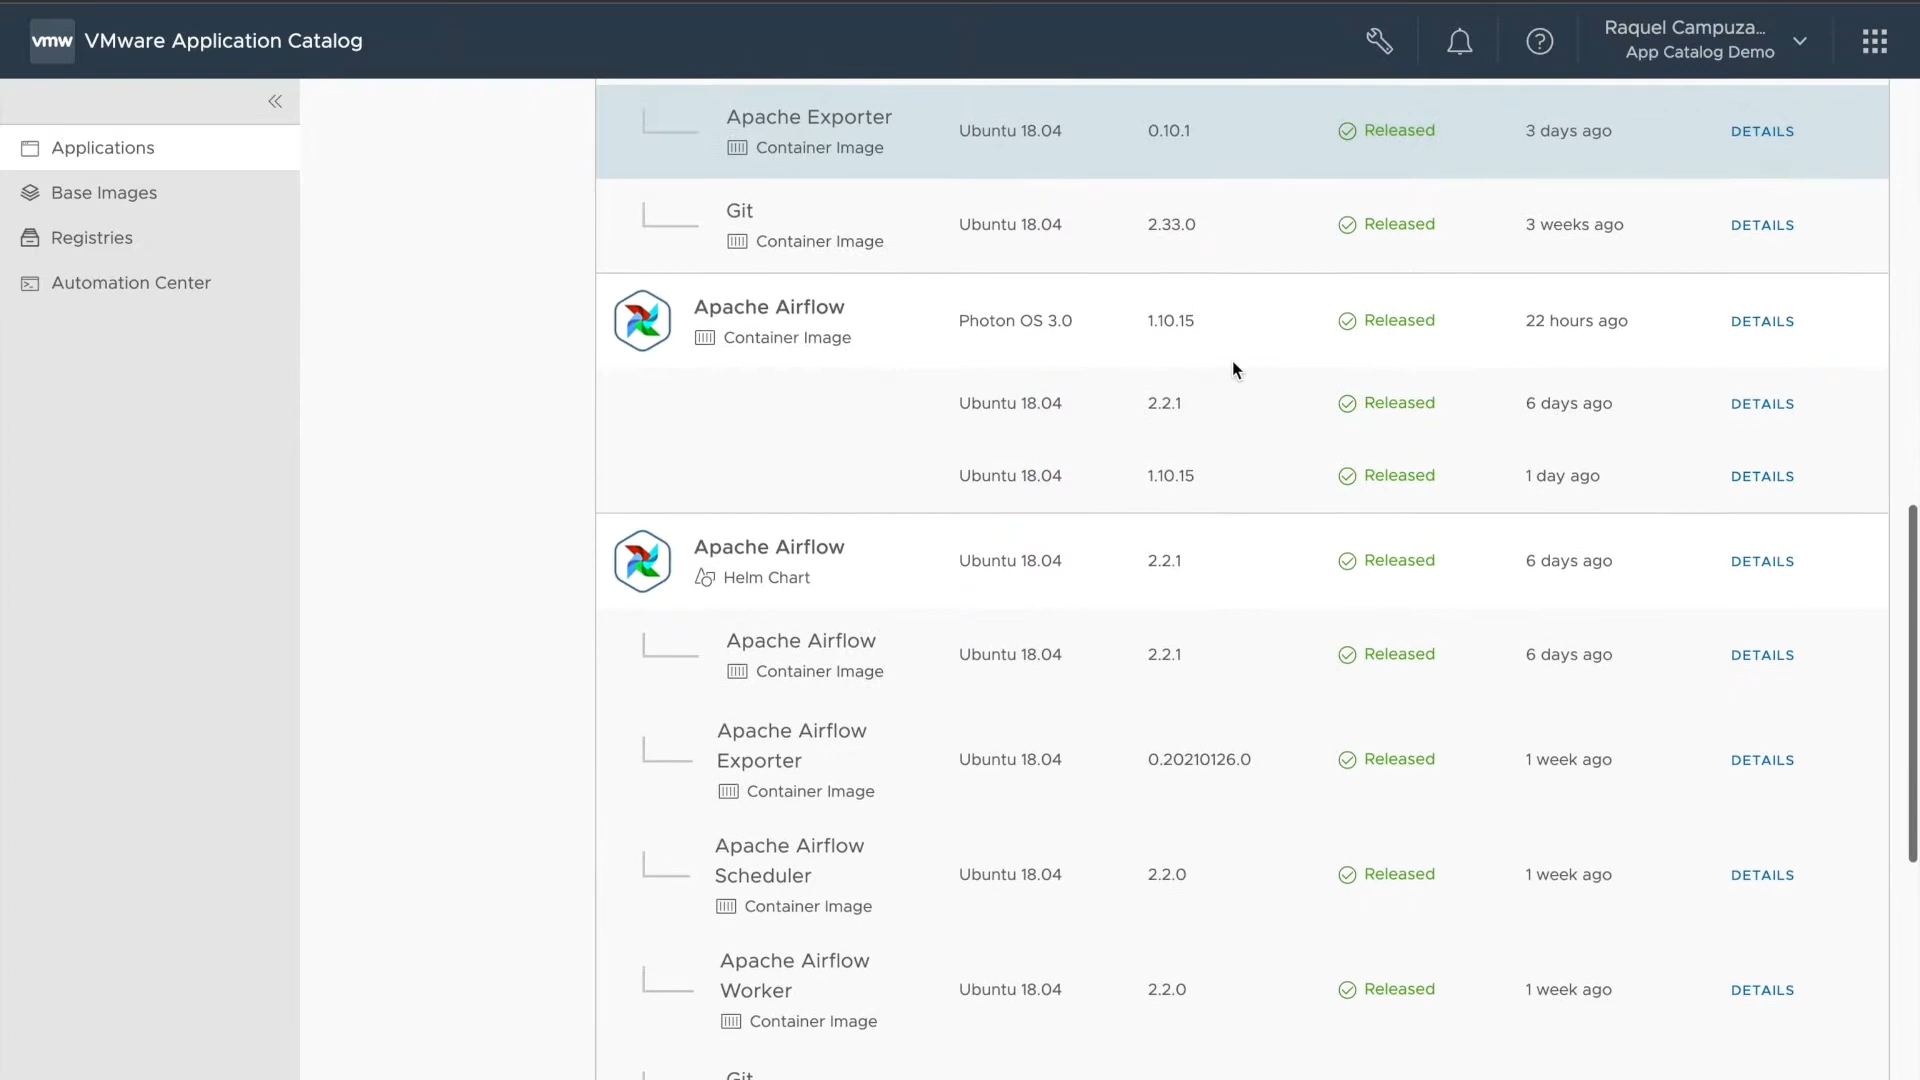 vmw VMware Application Catalog
Raquel Campuza...
App Catalog Demo
Applications
Base Images
Registries
Automation Center
Apache Exporter
Container Image
Ubuntu 18.04 0.10.1 Released 3 days ago DETAILS
Git
Container Image
Ubuntu 18.04 2.33.0 Released 3 weeks ago DETAILS
Apache Airflow
Container Image
Photon OS 3.0 1.10.15 Released 22 hours ago DETAILS
Ubuntu 18.04 2.2.1 Released 6 days ago DETAILS
Ubuntu 18.04 1.10.15 Released 1 day ago DETAILS
Apache Airflow
Helm Chart
Ubuntu 18.04 2.2.1 Released 6 days ago DETAILS
Apache Airflow
Container Image
Ubuntu 18.04 2.2.1 Released 6 days ago DETAILS
Apache Airflow
Exporter
Container Image
Ubuntu 18.04 0.20210126.0 Released 1 week ago DETAILS
Apache Airflow
Scheduler
Container Image
Ubuntu 18.04 2.2.0 Released 1 week ago DETAILS
Apache Airflow
Worker
Container Image
Ubuntu 18.04 2.2.0 Released 1 week ago DETAILS
Git